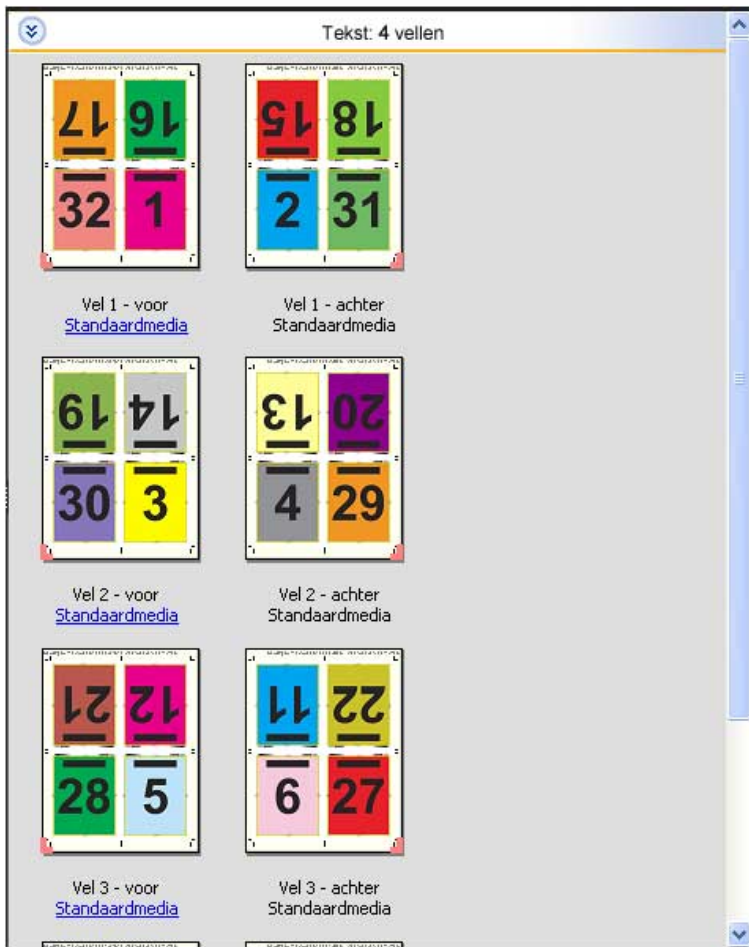 Tekst: 4 vellen
17 16 15 18
32 1 2 31
Vel 1 - voor Vel 1 - achter
Standaardmedia Standaardmedia
19 14 13 20
30 3 4 29
Vel 2 - voor Vel 2 - achter
Standaardmedia Standaardmedia
21 12 11 22
28 5 6 27
Vel 3 - voor Vel 3 - achter
Standaardmedia Standaardmedia